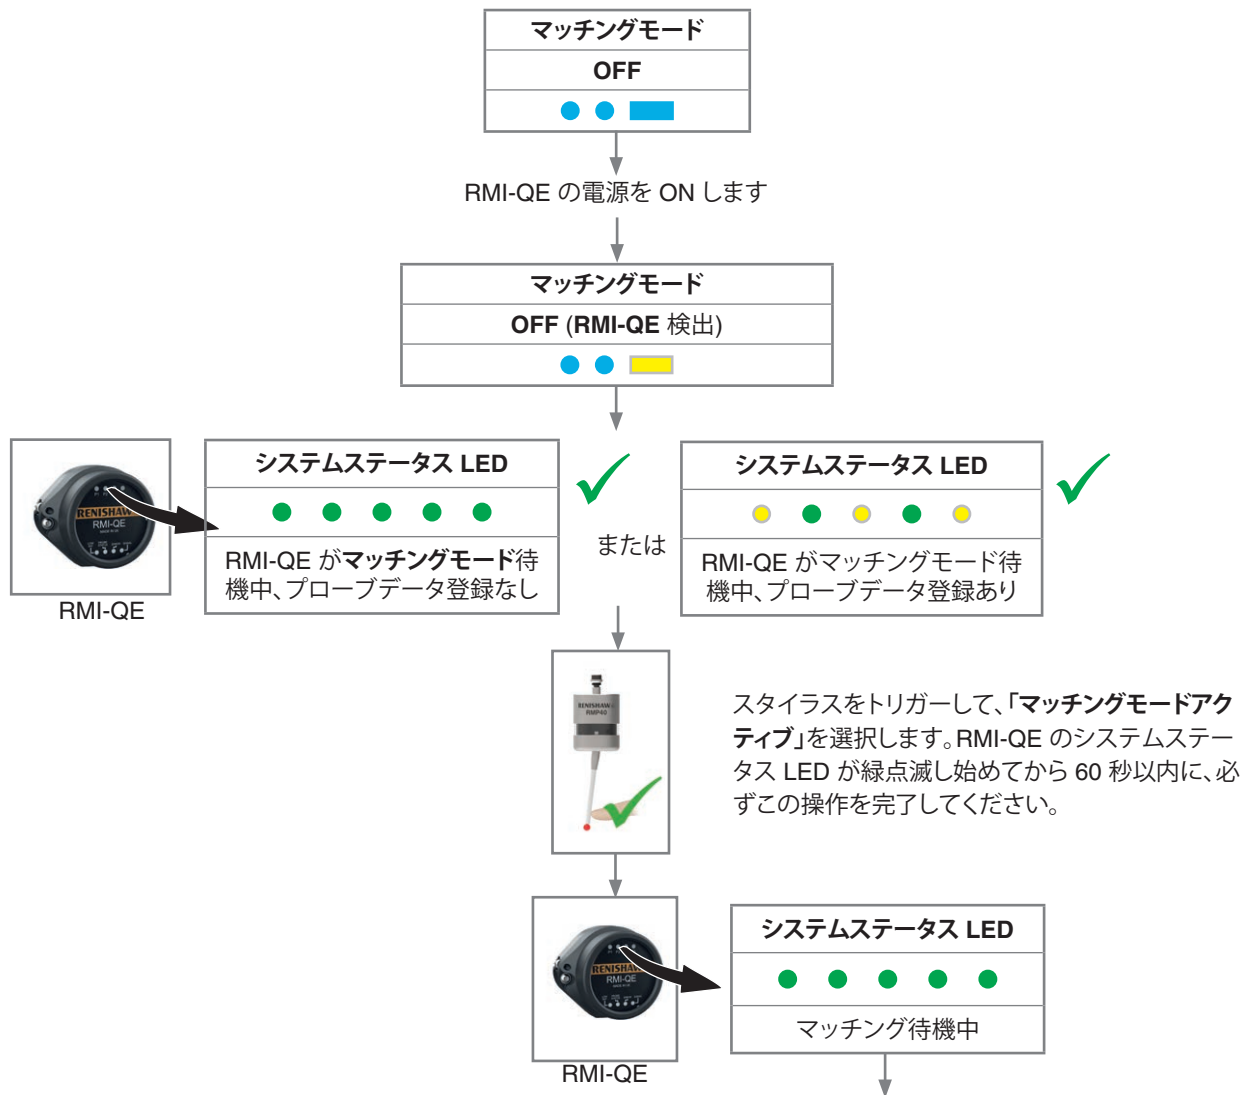 マッチングモード
OFF
RMI-QE の電源を ON します
マッチングモード
OFF (RMI-QE 検出)
RENISHAW
RMI-QE
RMI-QE
システムステータス LED
RMI-QE がマッチングモード待
機中、プローブデータ登録なし
または
システムステータス LED
RMI-QE がマッチングモード待
機中、プローブデータ登録あり
RENISHAW
RMP40
スタイラスをトリガーして、「マッチングモードアク
ティブ」を選択します。RMI-QE のシステムステー
タス LED が緑点滅し始めてから 60 秒以内に、必
ずこの操作を完了してください。
RENISHAW
RMI-QE
RMI-QE
システムステータス LED
マッチング待機中